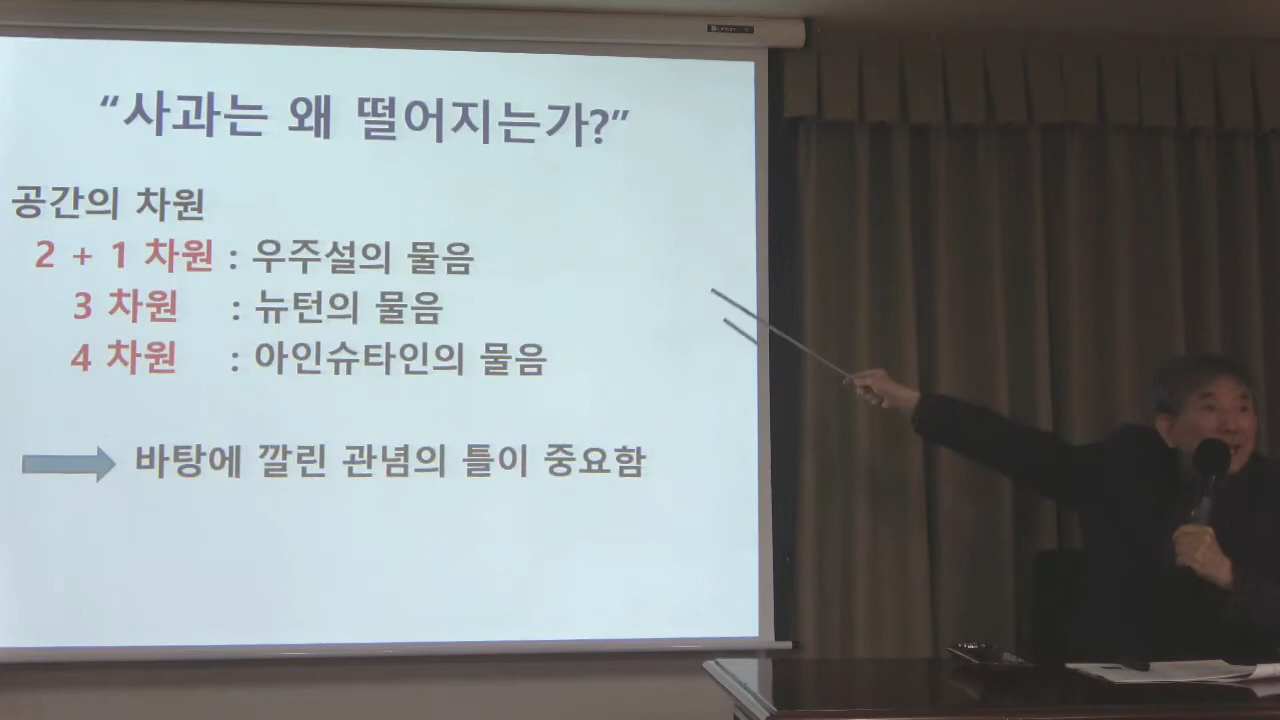 “사과는 왜 떨어지는가?”
공간의 차원
2 + 1 차원 : 우주설의 물음
3 차원 : 뉴턴의 물음
4 차원 : 아인슈타인의 물음
바탕에 깔린 관념의 틀이 중요함